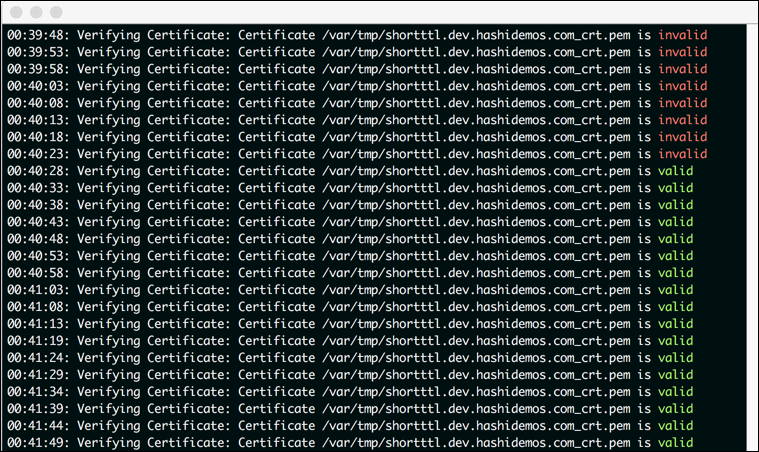 00:39:48: Verifying Certificate: Certificate /var/tmp/shortttl.dev.hashidemos.com_crt.pem is invalid
00:39:53: Verifying Certificate: Certificate /var/tmp/shortttl.dev.hashidemos.com_crt.pem is invalid
00:39:58: Verifying Certificate: Certificate /var/tmp/shortttl.dev.hashidemos.com_crt.pem is invalid
00:40:03: Verifying Certificate: Certificate /var/tmp/shortttl.dev.hashidemos.com_crt.pem is invalid
00:40:08: Verifying Certificate: Certificate /var/tmp/shortttl.dev.hashidemos.com_crt.pem is invalid
00:40:13: Verifying Certificate: Certificate /var/tmp/shortttl.dev.hashidemos.com_crt.pem is invalid
00:40:18: Verifying Certificate: Certificate /var/tmp/shortttl.dev.hashidemos.com_crt.pem is invalid
00:40:23: Verifying Certificate: Certificate /var/tmp/shortttl.dev.hashidemos.com_crt.pem is invalid
00:40:28: Verifying Certificate: Certificate /var/tmp/shortttl.dev.hashidemos.com_crt.pem is valid
00:40:33: Verifying Certificate: Certificate /var/tmp/shortttl.dev.hashidemos.com_crt.pem is valid
00:40:38: Verifying Certificate: Certificate /var/tmp/shortttl.dev.hashidemos.com_crt.pem is valid
00:40:43: Verifying Certificate: Certificate /var/tmp/shortttl.dev.hashidemos.com_crt.pem is valid
00:40:48: Verifying Certificate: Certificate /var/tmp/shortttl.dev.hashidemos.com_crt.pem is valid
00:40:53: Verifying Certificate: Certificate /var/tmp/shortttl.dev.hashidemos.com_crt.pem is valid
00:40:58: Verifying Certificate: Certificate /var/tmp/shortttl.dev.hashidemos.com_crt.pem is valid
00:41:03: Verifying Certificate: Certificate /var/tmp/shortttl.dev.hashidemos.com_crt.pem is valid
00:41:08: Verifying Certificate: Certificate /var/tmp/shortttl.dev.hashidemos.com_crt.pem is valid
00:41:13: Verifying Certificate: Certificate /var/tmp/shortttl.dev.hashidemos.com_crt.pem is valid
00:41:19: Verifying Certificate: Certificate /var/tmp/shortttl.dev.hashidemos.com_crt.pem is valid
00:41:24: Verifying Certificate: Certificate /var/tmp/shortttl.dev.hashidemos.com_crt.pem is valid
00:41:29: Verifying Certificate: Certificate /var/tmp/shortttl.dev.hashidemos.com_crt.pem is valid
00:41:34: Verifying Certificate: Certificate /var/tmp/shortttl.dev.hashidemos.com_crt.pem is valid
00:41:39: Verifying Certificate: Certificate /var/tmp/shortttl.dev.hashidemos.com_crt.pem is valid
00:41:44: Verifying Certificate: Certificate /var/tmp/shortttl.dev.hashidemos.com_crt.pem is valid
00:41:49: Verifying Certificate: Certificate /var/tmp/shortttl.dev.hashidemos.com_crt.pem is valid